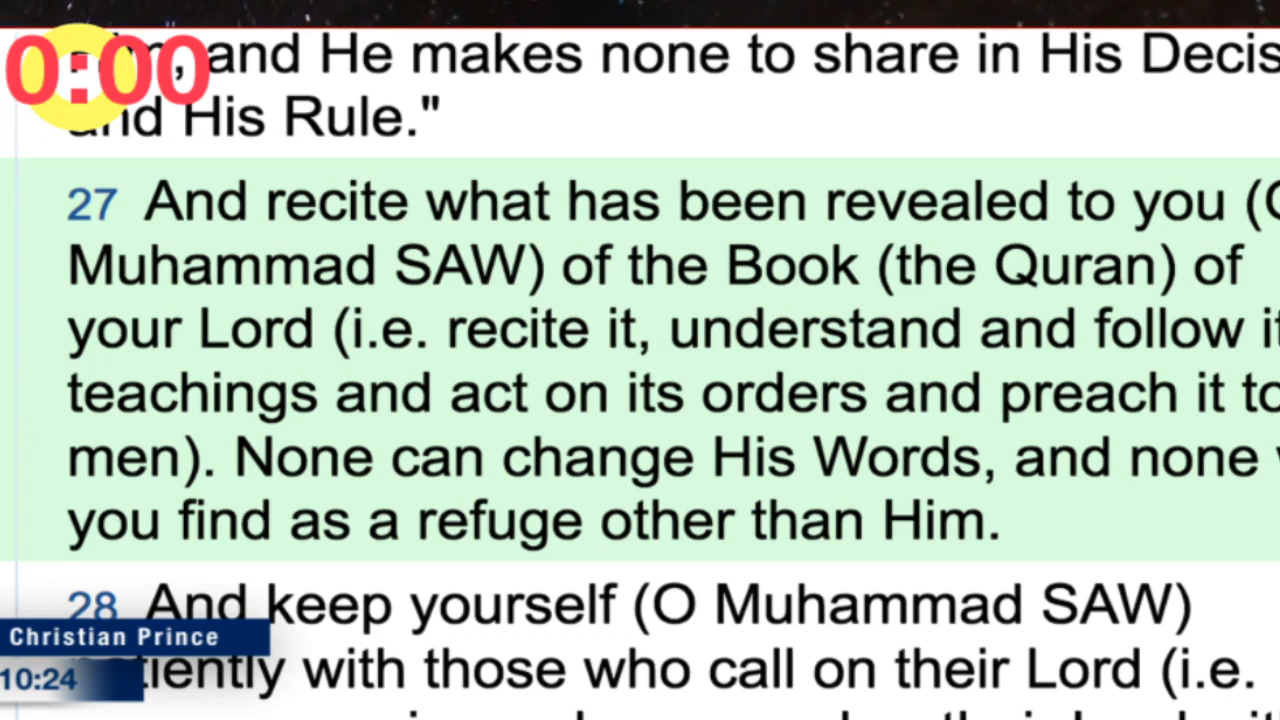 0:00
and He makes none to share in His
and His Rule."
27 And recite what has been revealed to you
Muhammad SAW) of the Book (the Quran) of
your Lord (i.e. recite it, understand and follow
teachings and act on its orders and preach it to
men). None can change His Words, and none
you find as a refuge other than Him.
28 And keep yourself (O Muhammad SAW)
Christian Prince
with those who call on their Lord (i.e.
10:24